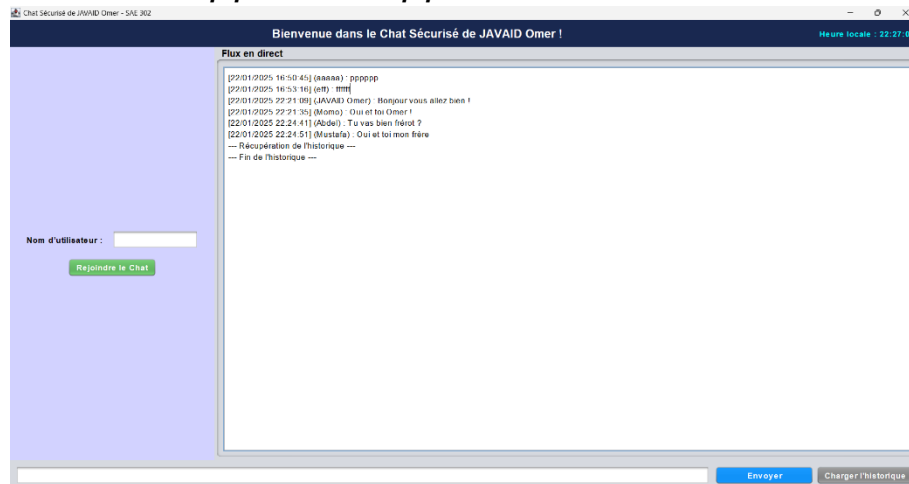 Chat Sécurisé de JAVAID Omer - SAE 302
Bienvenue dans le Chat Sécurisé de JAVAID Omer !
Heure locale : 22:27:0
Flux en direct
[22/01/2025 16:50:45] (aaaaa) : pppppp
[22/01/2025 16:53:16] (eff) : ffffff
[22/01/2025 22:21:09] (JAVAID Omer) : Bonjour vous allez bien !
[22/01/2025 22:21:35] (Momo) : Oui et toi Omer !
[22/01/2025 22:24:41] (Abdel) : Tu vas bien frérot ?
[22/01/2025 22:24:51] (Mustafa) : Oui et toi mon frère
--- Récupération de l'historique ---
--- Fin de l'historique ---
Nom d'utilisateur :
Rejoindre le Chat
Envoyer
Charger l'historique